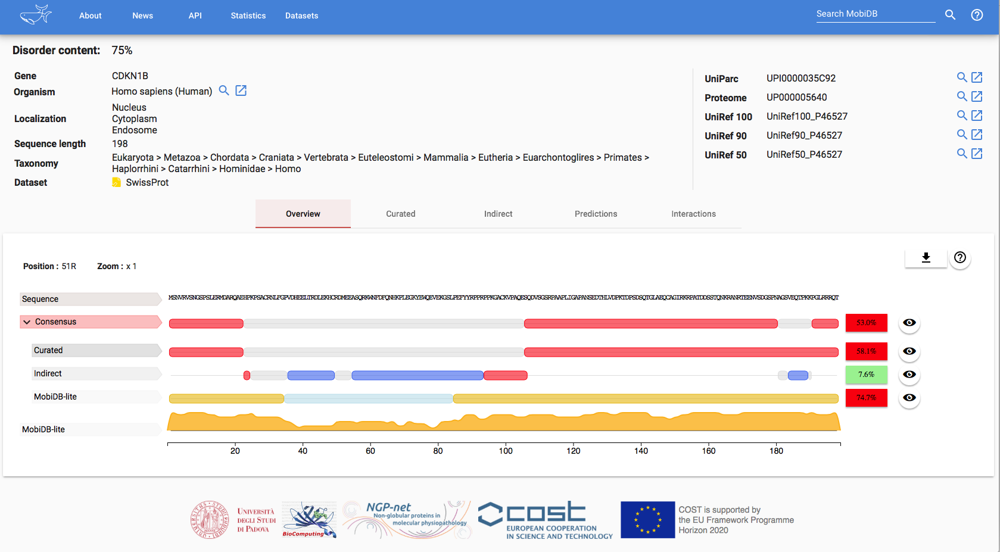 About News API Statistics Datasets Search MobiDB
Disorder content: 75%
Gene CDKN1B
Organism Homo sapiens (Human)
Localization Nucleus
Cytoplasm
Endosome
Sequence length 198
Taxonomy Eukaryota > Metazoa > Chordata > Craniata > Vertebrata > Euteleostomi > Mammalia > Eutheria > Euarchontoglires > Primates >
Haplorrhini > Catarrhini > Hominidae > Homo
Dataset SwissProt
UniParc UPI0000035C92
Proteome UP000005640
UniRef 100 UniRef100_P46527
UniRef 90 UniRef90_P46527
UniRef 50 UniRef50_P46527
Overview Curated Indirect Predictions Interactions
Position : 51R Zoom : x 1
Sequence MSNVRVSNGSPSLERMDARQAEHPKPSACRNLFGPVDHEELTRDLEKHCRDMEEASQRKWNFDFQNHKPLEGKYEWQEVEKGSLPEFYYRPPRPPKGACKVPAQESQDVSGSRPAAPLIGAPANSEDTHLVDPKTDPSDSQTGLAEQCAGIRKRPATDDSSTQNKRANRTEENVSDGSPNAGSVEQTPKKPGLRRRQT
Consensus 53.0%
Curated 58.1%
Indirect 7.6%
MobiDB-lite 74.7%
MobiDB-lite
20 40 60 80 100 120 140 160 180
UNIVERSITÀ
DEGLI STUDI
DI PADOVA
BioComputing
NGP-net
Non-globular proteins in
molecular physiopathology
cost
EUROPEAN COOPERATION
IN SCIENCE AND TECHNOLOGY
COST is supported by
the EU Framework Programme
Horizon 2020